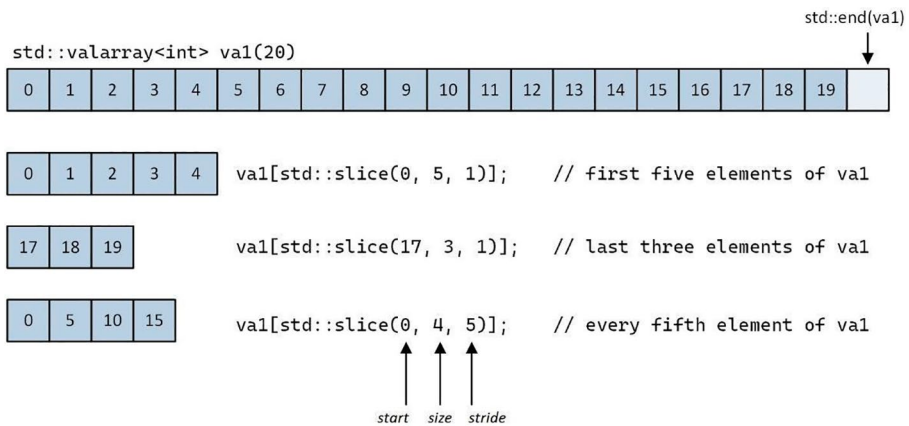 std::end(va1)
std::valarray<int> va1(20)
0 1 2 3 4 5 6 7 8 9 10 11 12 13 14 15 16 17 18 19
0 1 2 3 4 va1[std::slice(0, 5, 1)]; // first five elements of va1
17 18 19 va1[std::slice(17, 3, 1)]; // last three elements of va1
0 5 10 15 va1[std::slice(0, 4, 5)]; // every fifth element of va1
start size stride